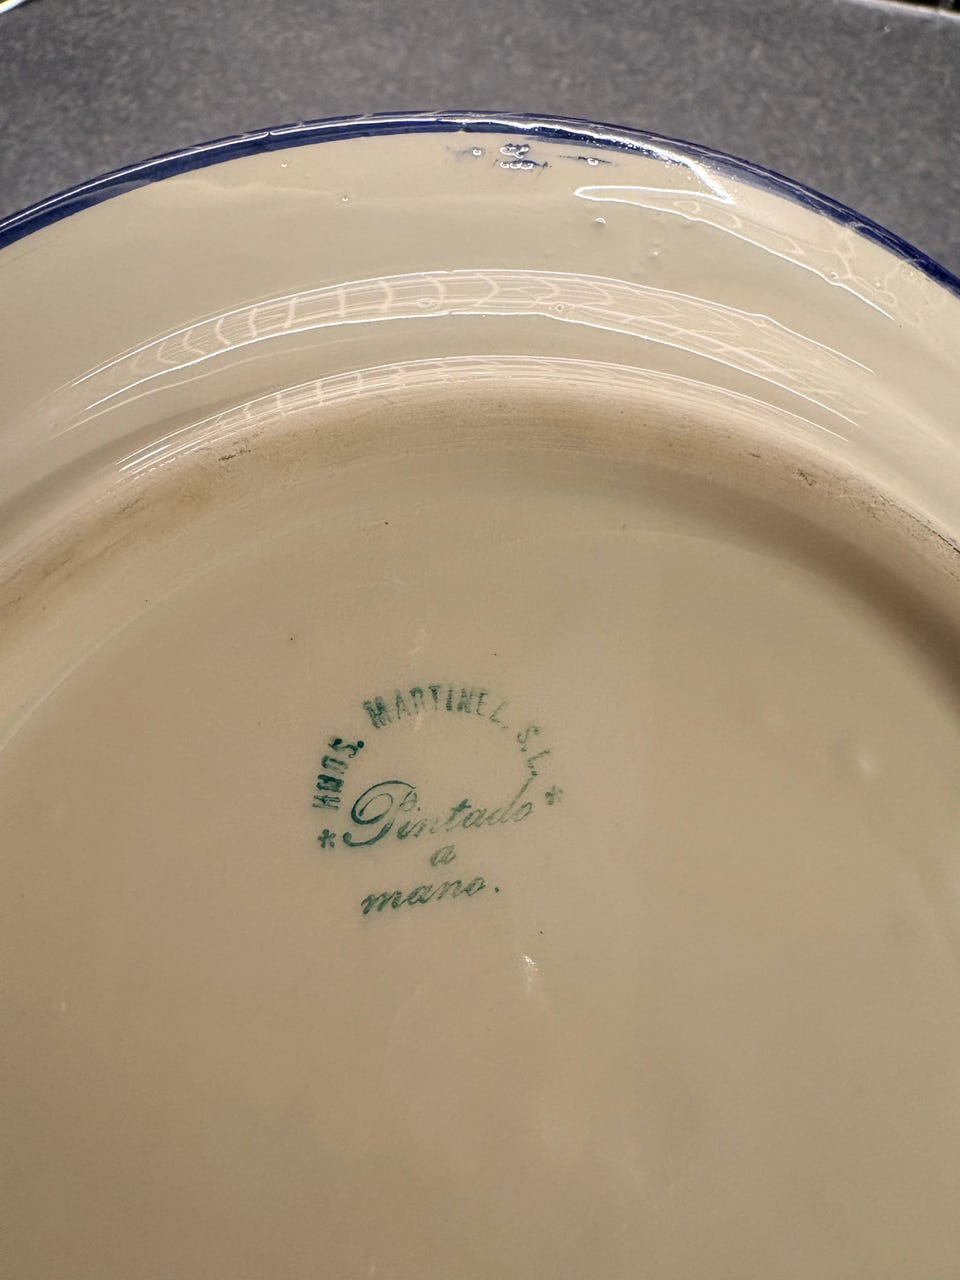 HNOS. MARTINEZ, S.L.
* Pintado *
a
mano.